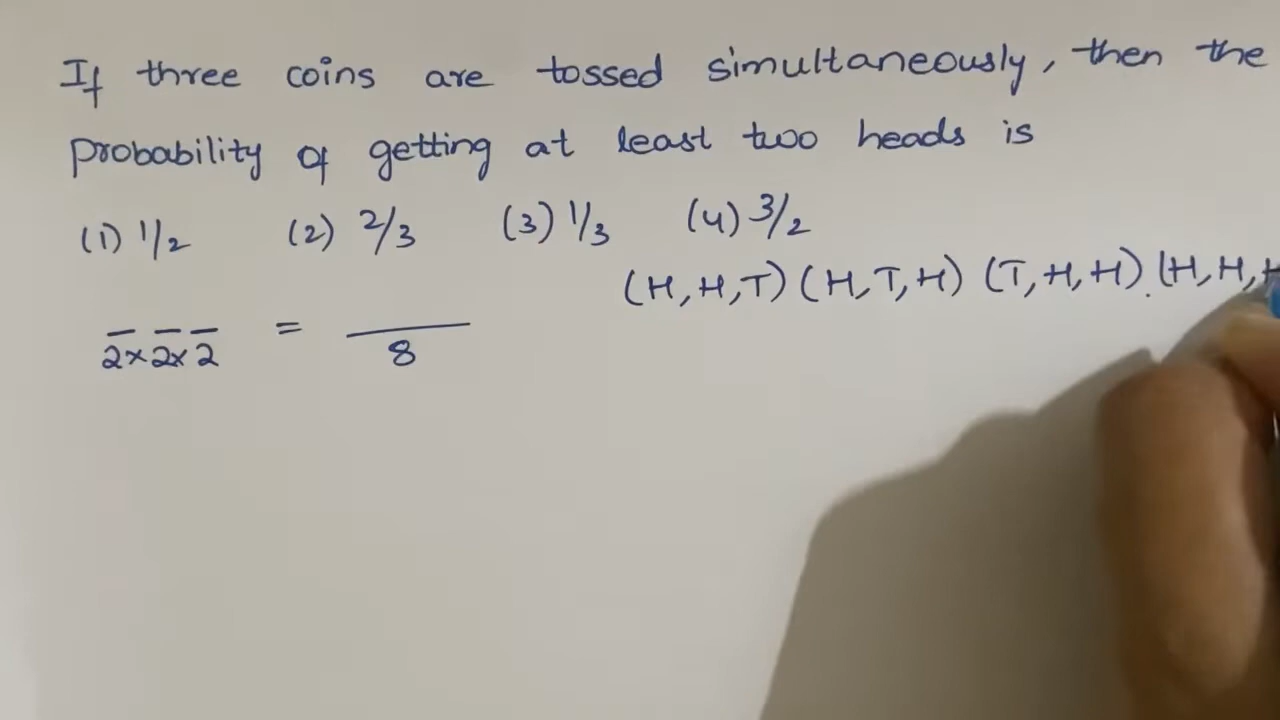 If three coins are tossed simultaneously, then the
probability of getting at least two heads is
(1) 1/2 (2) 2/3 (3) 1/3 (4) 3/2
(H, H, T) (H, T, H) (T, H, H) (H, H,
2 x 2 x 2 = 8